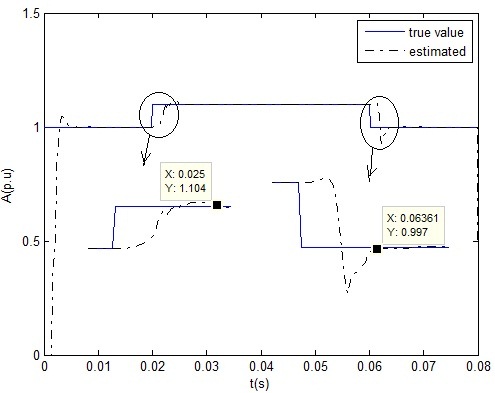 1.5
true value
estimated
1
X: 0.025
Y: 1.104
A(p.u)
X: 0.06361
Y: 0.997
0.5
0
0 0.01 0.02 0.03 0.04 0.05 0.06 0.07 0.08
t(s)